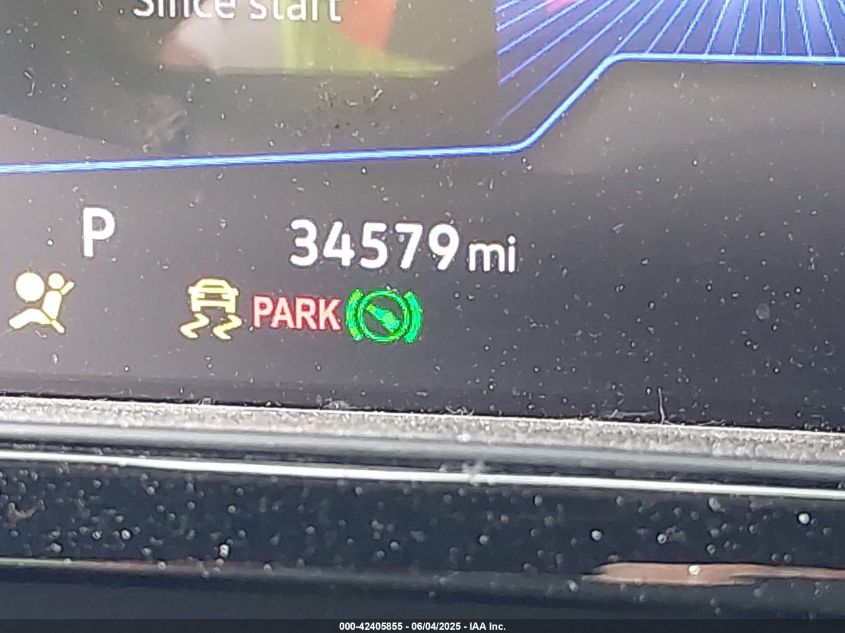 Since start
P
34579 mi
PARK
000-42405855 - 06/04/2025 - IAA Inc.